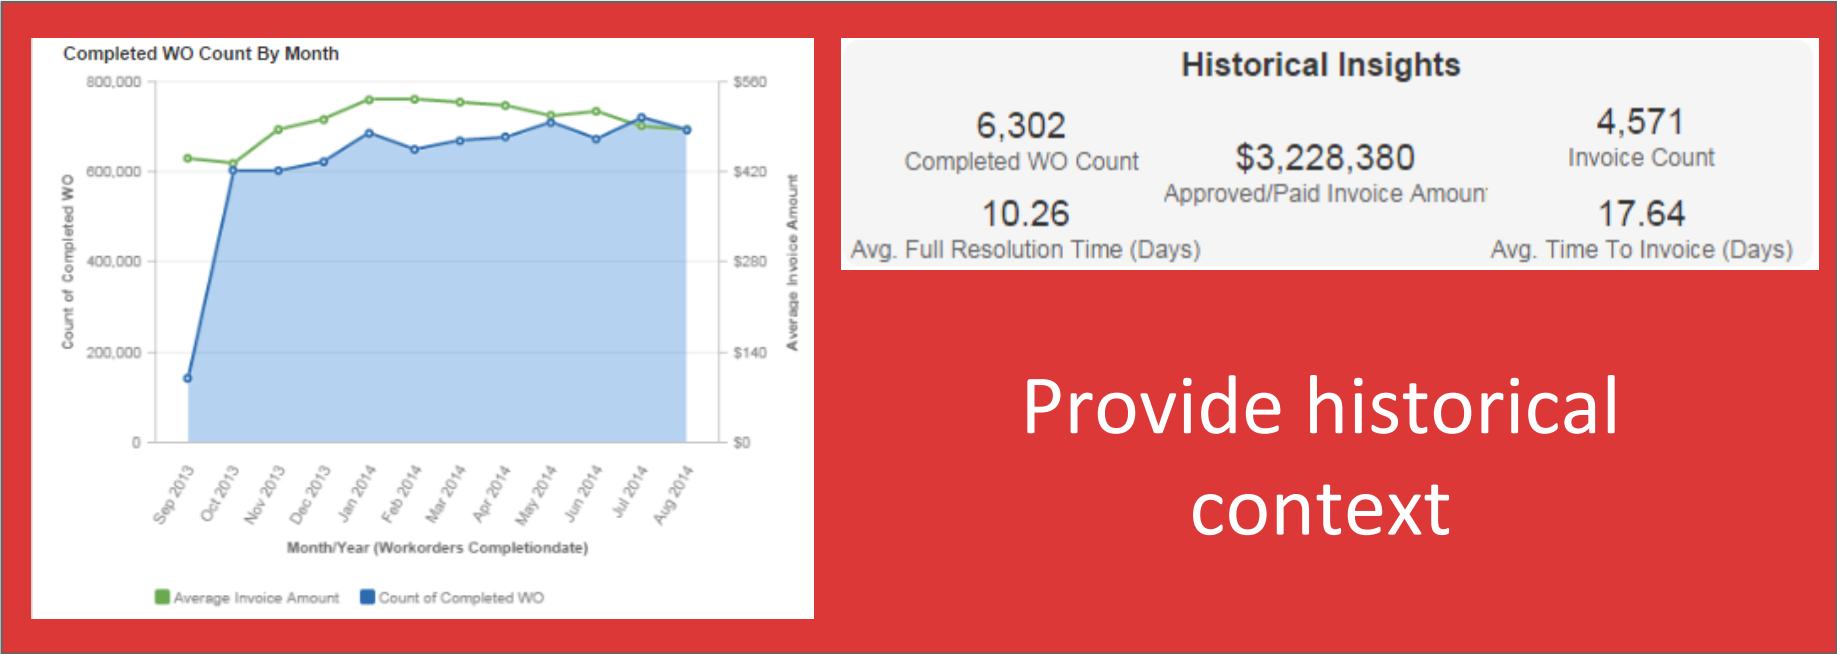 Completed WO Count By Month
800,000
600,000
400,000
200,000
0
Count of Completed WO
$560
$420
$280
$140
$0
Average Invoice Amount
Sep 2013
Oct 2013
Nov 2013
Dec 2013
Jan 2014
Feb 2014
Mar 2014
Apr 2014
May 2014
Jun 2014
Jul 2014
Aug 2014
Month/Year (Workorders Completiondate)
Average Invoice Amount
Count of Completed WO
Historical Insights
6,302
Completed WO Count
10.26
Avg. Full Resolution Time (Days)
$3,228,380
Approved/Paid Invoice Amount
4,571
Invoice Count
17.64
Avg. Time To Invoice (Days)
Provide historical
context